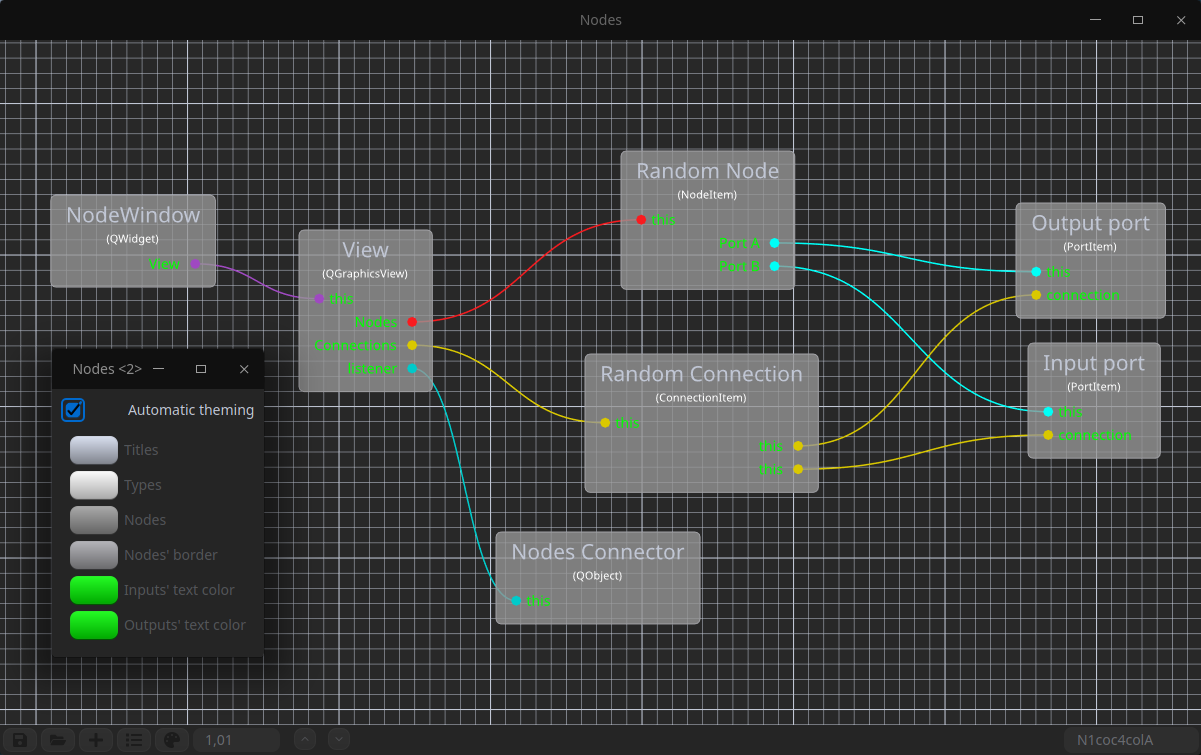 Nodes
NodeWindow
(QWidget)
View
View
(QGraphicsView)
this
Nodes
Connections
listener
Random Node
(NodeItem)
this
Port A
Port B
Output port
(PortItem)
this
connection
Random Connection
(ConnectionItem)
this
this
this
Input port
(PortItem)
this
connection
Nodes Connector
(QObject)
this
Nodes <2>
Automatic theming
Titles
Types
Nodes
Nodes' border
Inputs' text color
Outputs' text color
1,01
N1coc4colA